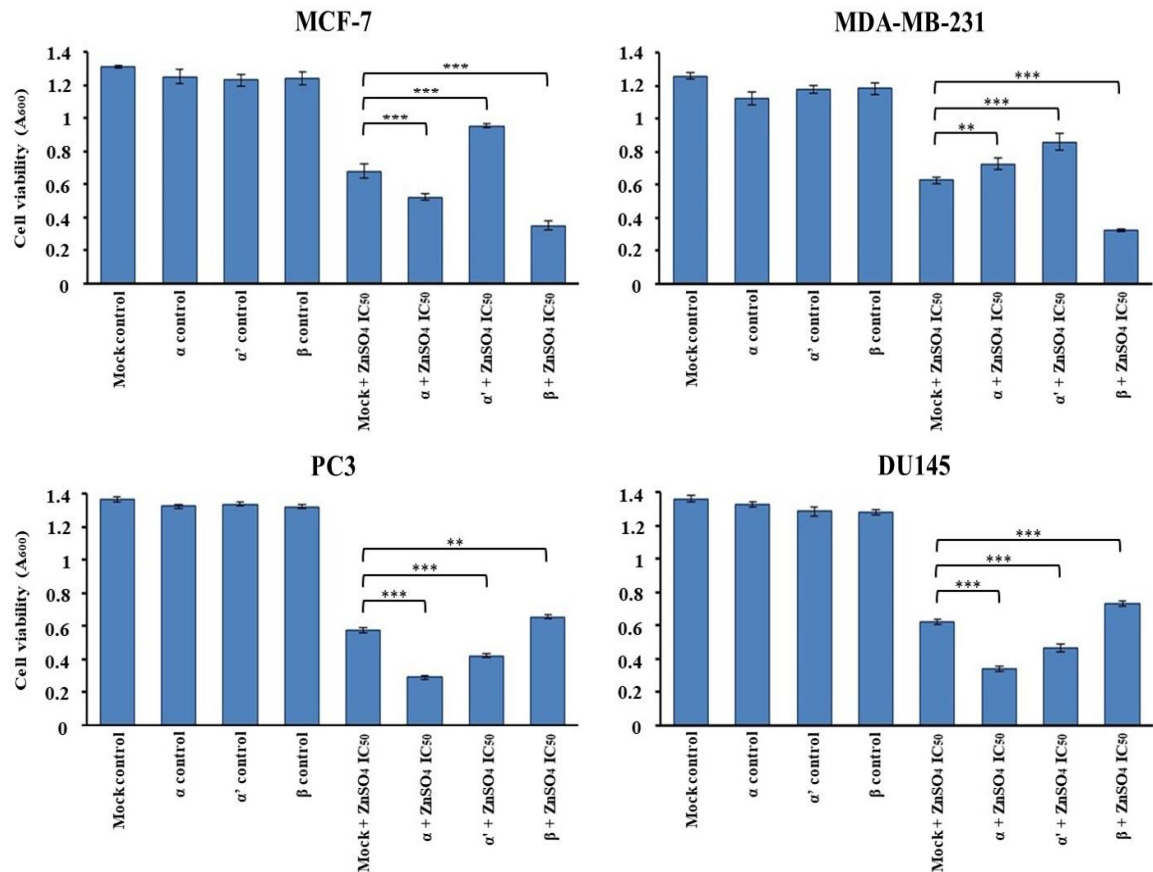 MCF-7
Cell viability (A600)
1.4
1.2
1
0.8
0.6
0.4
0.2
0
***
***
***
Mock control
α control
α’ control
β control
Mock + ZnSO4 IC50
α + ZnSO4 IC50
α' + ZnSO4 IC50
β + ZnSO4 IC50
MDA-MB-231
1.4
1.2
1
0.8
0.6
0.4
0.2
0
***
***
**
Mock control
α control
α’ control
β control
Mock + ZnSO4 IC50
α + ZnSO4 IC50
α' + ZnSO4 IC50
β + ZnSO4 IC50
PC3
Cell viability (A600)
1.4
1.2
1
0.8
0.6
0.4
0.2
0
**
***
***
Mock control
α control
α’ control
β control
Mock + ZnSO4 IC50
α + ZnSO4 IC50
α' + ZnSO4 IC50
β + ZnSO4 IC50
DU145
1.4
1.2
1
0.8
0.6
0.4
0.2
0
***
***
***
Mock control
α control
α’ control
β control
Mock + ZnSO4 IC50
α + ZnSO4 IC50
α' + ZnSO4 IC50
β + ZnSO4 IC50